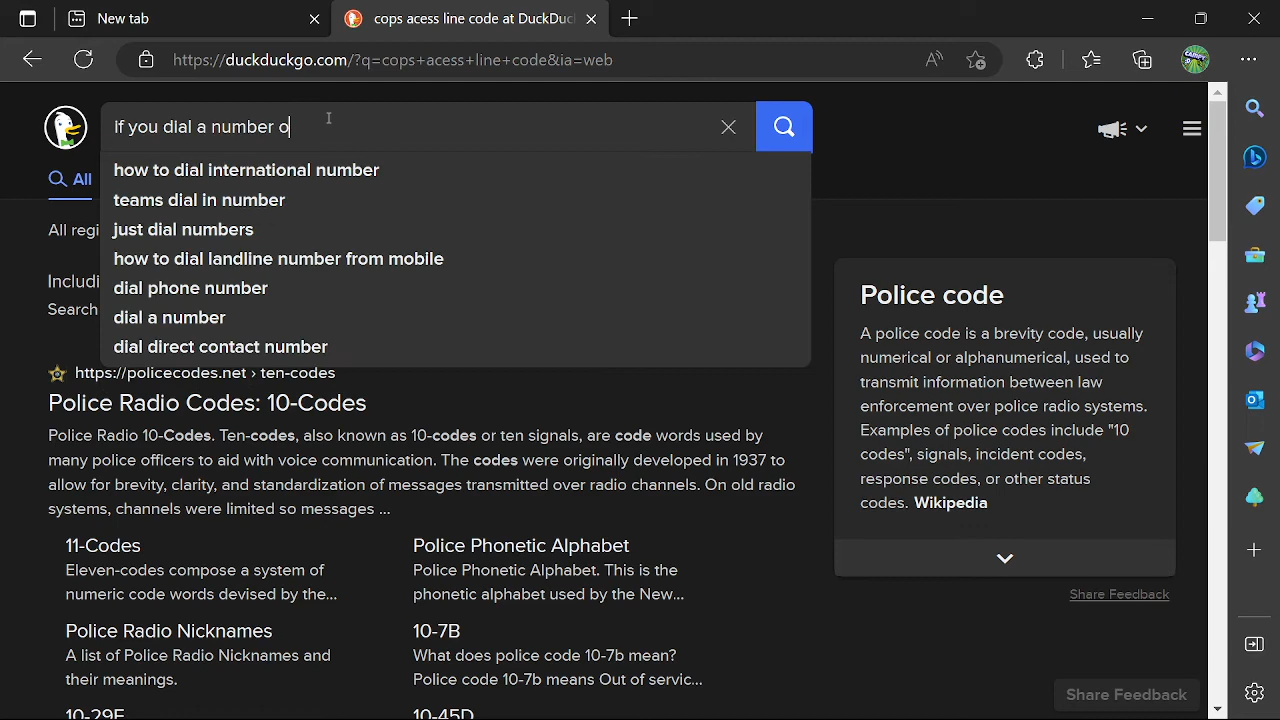 New tab
cops acess line code at DuckDuc
https://duckduckgo.com/?q=cops+acess+line+code&ia=web
If you dial a number o
how to dial international number
teams dial in number
just dial numbers
how to dial landline number from mobile
dial phone number
dial a number
dial direct contact number
All
All regi
Includi
Search
https://policecodes.net › ten-codes
Police Radio Codes: 10-Codes
Police Radio 10-Codes. Ten-codes, also known as 10-codes or ten signals, are code words used by
many police officers to aid with voice communication. The codes were originally developed in 1937 to
allow for brevity, clarity, and standardization of messages transmitted over radio channels. On old radio
systems, channels were limited so messages ...
11-Codes
Eleven-codes compose a system of
numeric code words devised by the...
Police Phonetic Alphabet
Police Phonetic Alphabet. This is the
phonetic alphabet used by the New...
Police Radio Nicknames
A list of Police Radio Nicknames and
their meanings.
10-7B
What does police code 10-7b mean?
Police code 10-7b means Out of servic...
10-29F
10-45D
Police code
A police code is a brevity code, usually
numerical or alphanumerical, used to
transmit information between law
enforcement over police radio systems.
Examples of police codes include "10
codes", signals, incident codes,
response codes, or other status
codes. Wikipedia
Share Feedback
Share Feedback